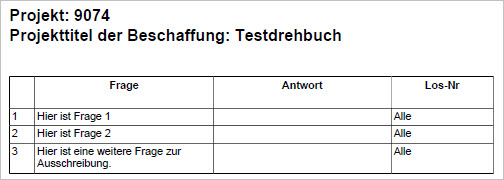 Projekt: 9074
Projekttitel der Beschaffung: Testdrehbuch
Frage Antwort Los-Nr
1 Hier ist Frage 1 Alle
2 Hier ist Frage 2 Alle
3 Hier ist eine weitere Frage zur Alle
Ausschreibung.